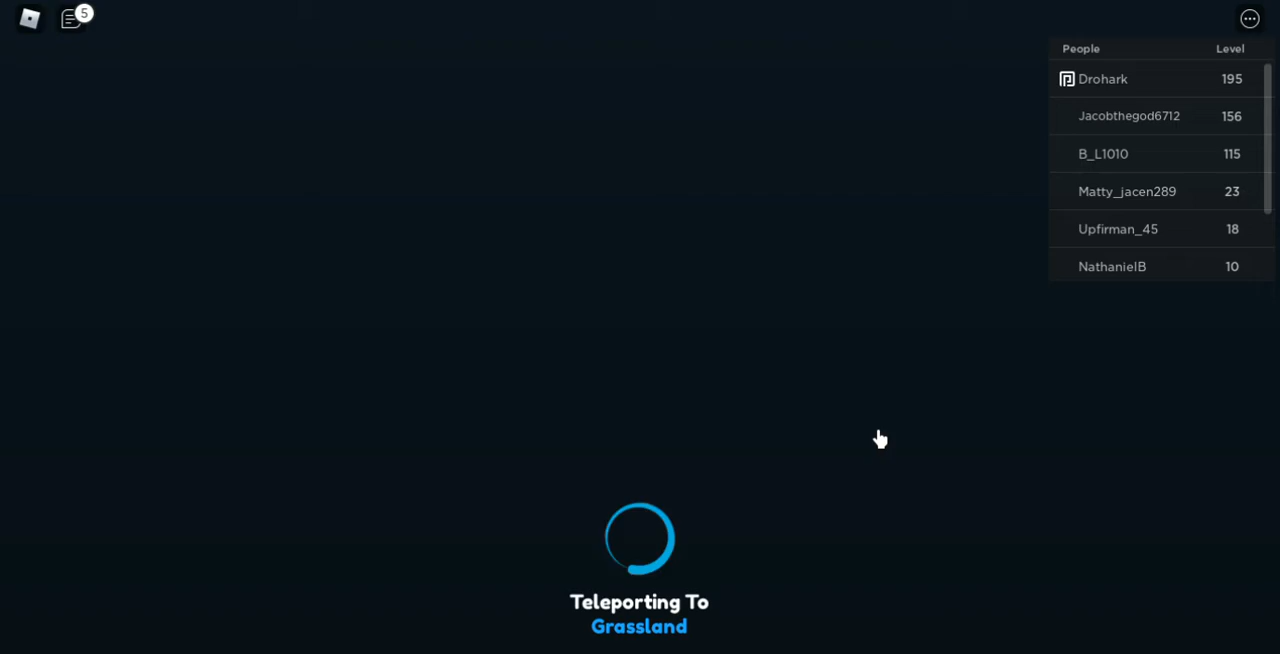 5
People Level
Drohark 195
Jacobthegod6712 156
B_L1010 115
Matty_jacen289 23
Upfirman_45 18
NathanielB 10
Teleporting To
Grassland